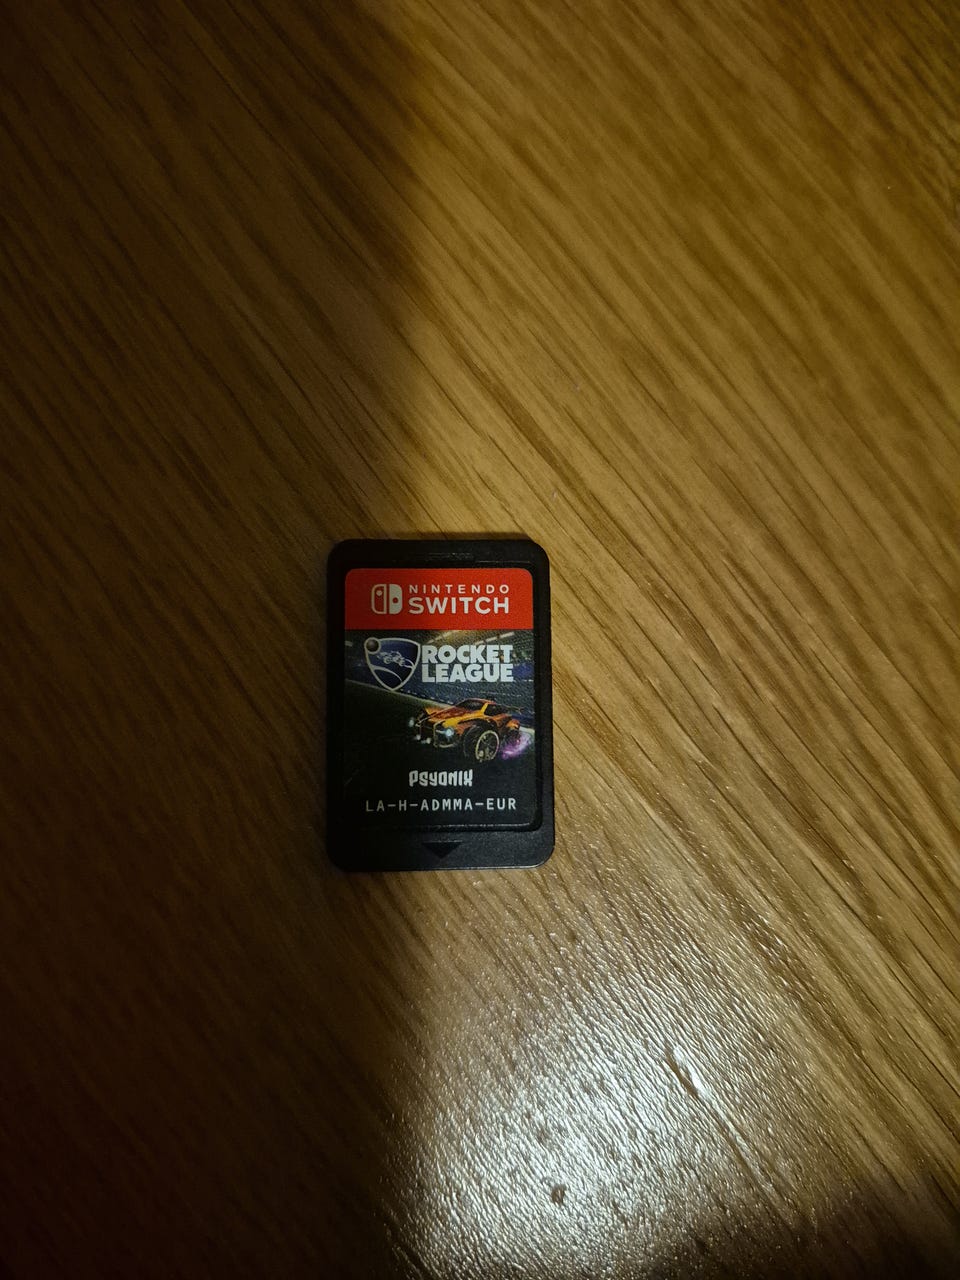 NINTENDO
SWITCH
ROCKET
LEAGUE
PSYONIX
LA-H-ADMMA-EUR